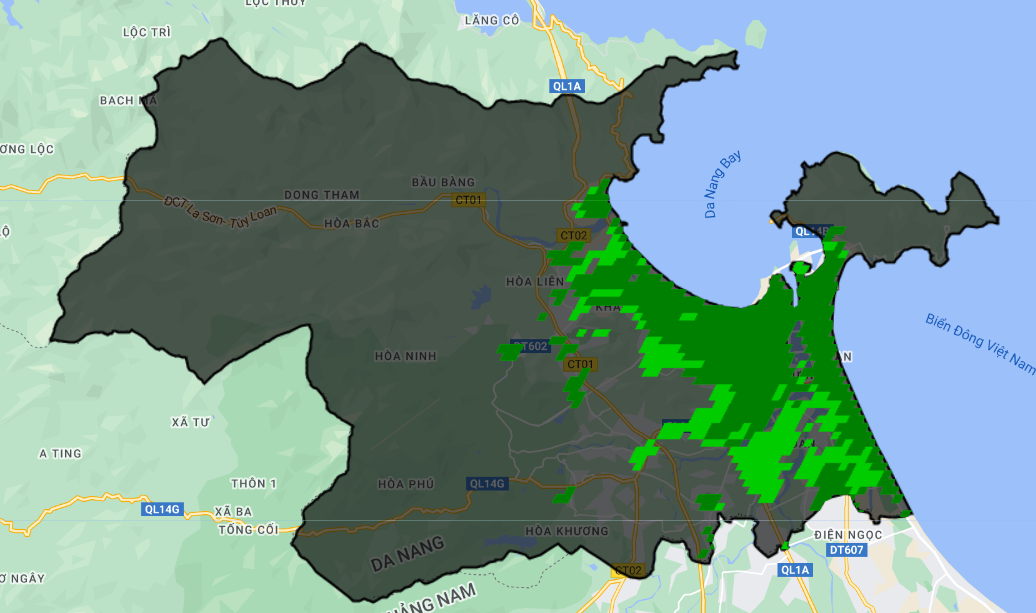 LỘC THỦY
LĂNG CÔ
LỘC TRÌ
QL1A
BACH MA
ƠNG LỘC
Da Nang Bay
BẦU BÀNG
DONG THAM
CT01
ĐCT La Sơn- Túy Loan
HÒA BẮC
QL14B
CT02
HÒA LIÊN
KHÁ
Biển Đông Việt Nam
DT602
HÒA NINH
AN
CT01
XÃ TƯ
A TING
THÔN 1
HÒA PHÚ
QL14G
QL14G
XÃ BA
TỔNG CỐI
HÒA KHƯƠNG
ĐIỆN NGỌC
DT607
DA NANG
CT02
QL1A
Ơ NGÂY
QUẢNG NAM